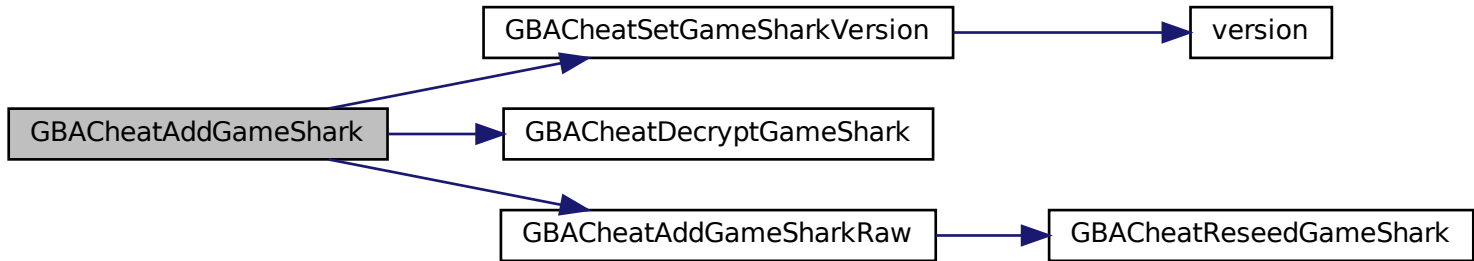 GBACheatSetGameSharkVersion
version
GBACheatAddGameShark
GBACheatDecryptGameShark
GBACheatAddGameSharkRaw
GBACheatReseedGameShark